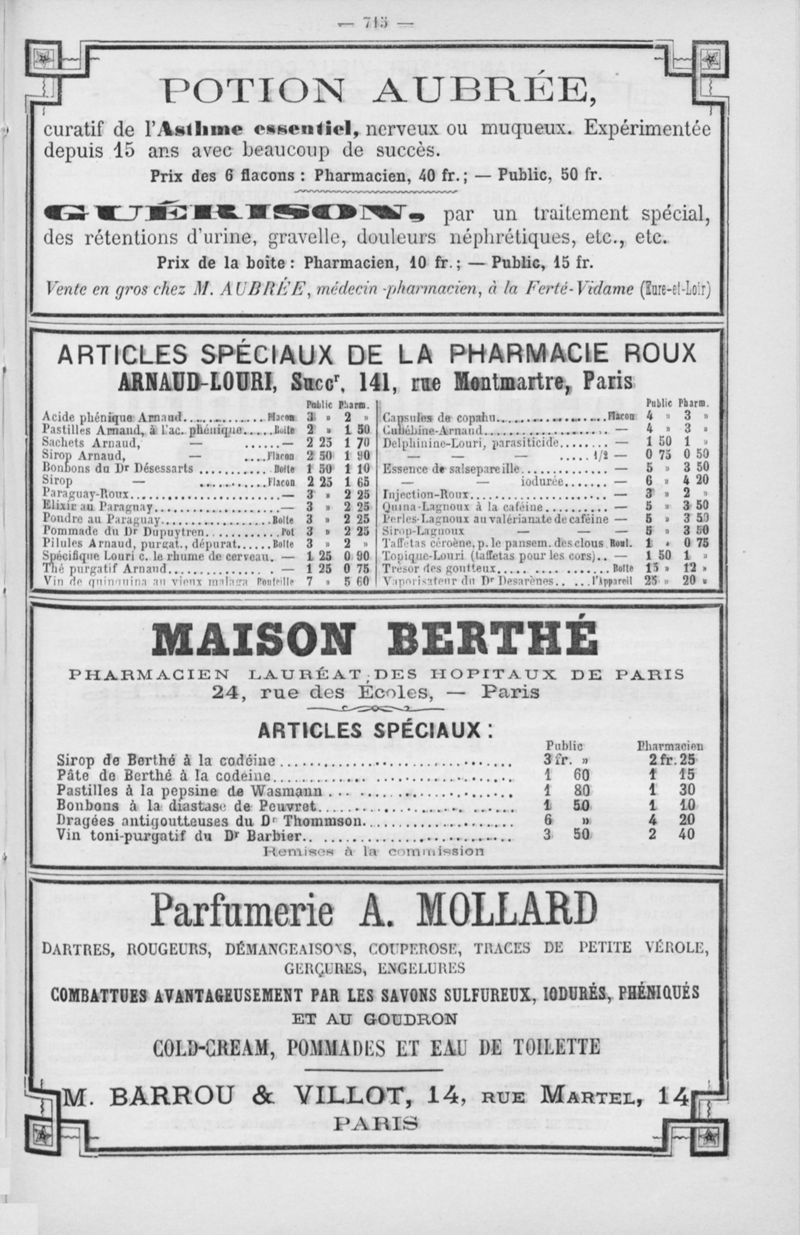 — 715 —
POTION AUBRÉE,
curatif de l'Asthme essentiel, nerveux ou muqueux. Expérimentée
depuis 15 ans avec beaucoup de succès.
Prix des 6 flacons : Pharmacien, 40 fr. ; — Public, 50 fr.
GUÉRISON, par un traitement spécial,
des rétentions d'urine, gravelle, douleurs néphrétiques, etc., etc.
Prix de la boîte : Pharmacien, 10 fr. ; — Public, 15 fr.
Vente en gros chez M. AUBRÉE, médecin-pharmacien, à la Ferté-Vidame (Eure-et-Loir)
ARTICLES SPÉCIAUX DE LA PHARMACIE ROUX
ARNAUD-LOURI, Succr, 141, rue Montmartre, Paris
Public Pharm.
Acide phénique Arnaud.............. Flacon 3 » 2 »
Pastilles Arnaud, à l'ac. phénique..... Boîte 2 » 1 50
Sachets Arnaud, — ......— 2 25 1 70
Sirop Arnaud, — .... Flacon 2 50 1 90
Bonbons du Dr Désessarts ........... Boîte 1 50 1 10
Sirop — ........... Flacon 2 25 1 65
Paraguay-Roux........................— 3 » 2 25
Elixir au Paraguay...................— 3 » 2 25
Poudre au Paraguay.................Boîte 3 » 2 25
Pommade du Dr Dupuytren............Pot 3 » 2 25
Pilules Arnaud, purgat., dépurat......Boîte 3 » 2 »
Spécifique Louri c. le rhume de cerveau. — 1 25 0 90
Thé purgatif Arnaud.................. — 1 25 0 75
Vin de quinquina au vieux malaga Bouteille 7 » 5 60
Public Pharm.
Capsules de copahu.....................Flacon 4 » 3 »
Cubébine-Arnaud..................... — 4 » 3 »
Delphinine-Louri, parasiticide........ — 1 50 1 »
— — — ..... 1/2 — 0 75 0 50
Essence de salsepareille.............. — 5 » 3 50
— — iodurée....... — 6 » 4 20
Injection-Roux....................... — 3 » 2 »
Quina-Lagnoux à la caféine........... — 5 » 3 50
Perles-Lagnoux au valérianate de caféine — 5 » 3 50
Sirop-Lagnoux — — — 5 » 3 50
Taffetas céroène, p. le pansem. des clous Roul. 1 » 0 75
Topique-Louri (taffetas pour les cors).. — 1 50 1 »
Trésor des goutteux.................... Boîte 15 » 12 »
Vaporisateur du Dr Desarènes.. ...l'Appareil 25 » 20 »
MAISON BERTHÉ
PHARMACIEN LAURÉAT DES HOPITAUX DE PARIS
24, rue des Écoles, — Paris
ARTICLES SPÉCIAUX :
Public Pharmacien
Sirop de Berthé à la codéine ................................. 3 fr. » 2 fr. 25
Pâte de Berthé à la codeine.................................. 1 60 1 15
Pastilles à la pepsine de Wasmann ........................... 1 80 1 30
Bonbons à la diastase de Peuvret............................. 1 50 1 10
Dragées antigoutteuses du Dr Thommson..................... 6 » 4 20
Vin toni-purgatif du Dr Barbier.............................. 3 50 2 40
Remises à la commission
Parfumerie A. MOLLARD
DARTRES, ROUGEURS, DÉMANGEAISONS, COUPEROSE, TRACES DE PETITE VÉROLE,
GERÇURES, ENGELURES
COMBATTUES AVANTAGEUSEMENT PAR LES SAVONS SULFUREUX, IODURÉS, PHÉNIQUÉS
ET AU GOUDRON
COLD-CREAM, POMMADES ET EAU DE TOILETTE
M. BARROU & VILLOT, 14, RUE MARTEL, 14
PARIS